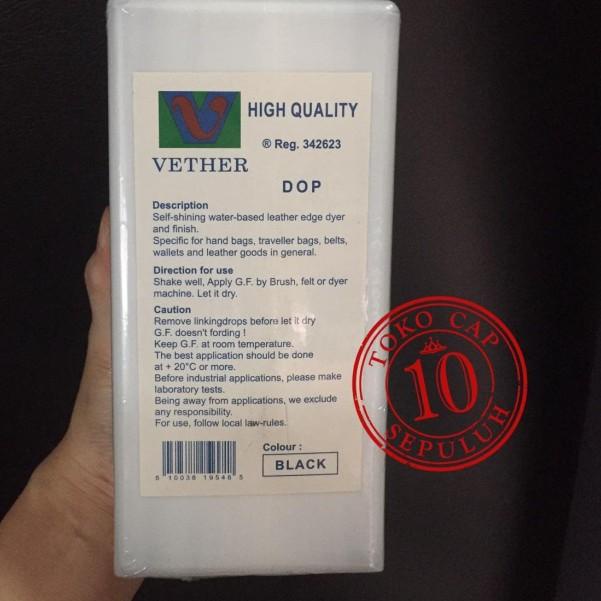 HIGH QUALITY
® Reg. 342623
VETHER
DOP
Description
Self-shining water-based leather edge dyer
and finish.
Specific for hand bags, traveller bags, belts,
wallets and leather goods in general.
Direction for use
Shake well, Apply G.F. by Brush, felt or dyer
machine. Let it dry.
Caution
Remove linkingdrops before let it dry
G.F. doesn't fording !
Keep G.F. at room temperature.
The best application should be done
at + 20°C or more.
Before industrial applications, please make
laboratory tests.
Being away from applications, we exclude
any responsibility.
For use, follow local law-rules.
Colour :
BLACK
5 10038 19546 5
TOKO CAP
10
SEPULUH